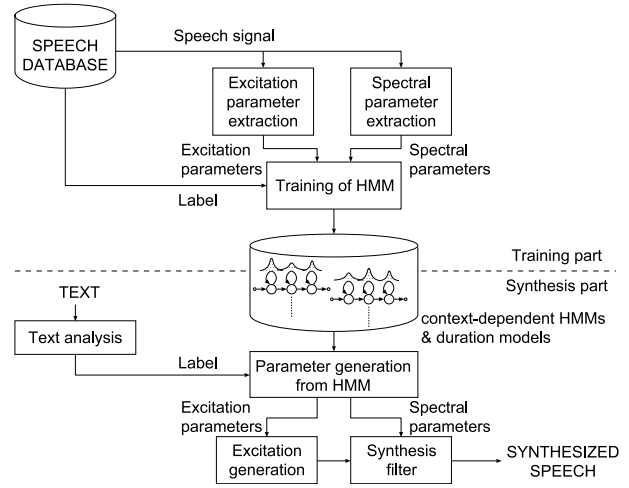 SPEECH
DATABASE
Speech signal
Excitation
parameter
extraction
Spectral
parameter
extraction
Excitation
parameters
Spectral
parameters
Training of HMM
Label
Training part
Synthesis part
TEXT
Text analysis
context-dependent HMMs
& duration models
Label
Parameter generation
from HMM
Excitation
parameters
Spectral
parameters
Excitation
generation
Synthesis
filter
SYNTHESIZED
SPEECH